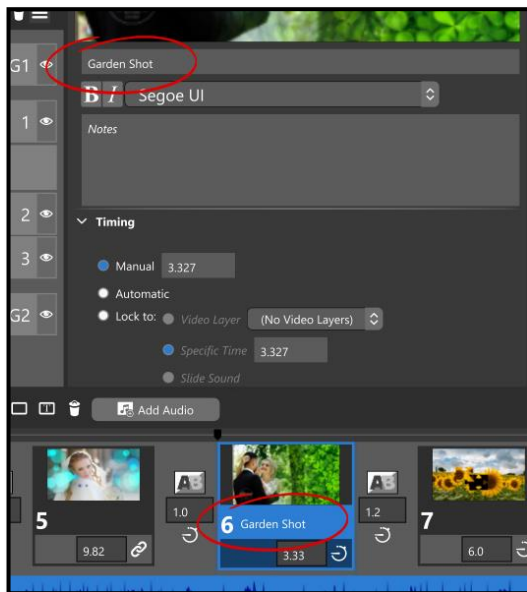 G1
Garden Shot
B I Segoe UI
1
Notes
2
Timing
3
Manual 3.327
Automatic
G2
Lock to: Video Layer (No Video Layers)
Specific Time 3.327
Slide Sound
Add Audio
AB
AB
5
1.0
6 Garden Shot
1.2
7
9.82
3.33
6.0